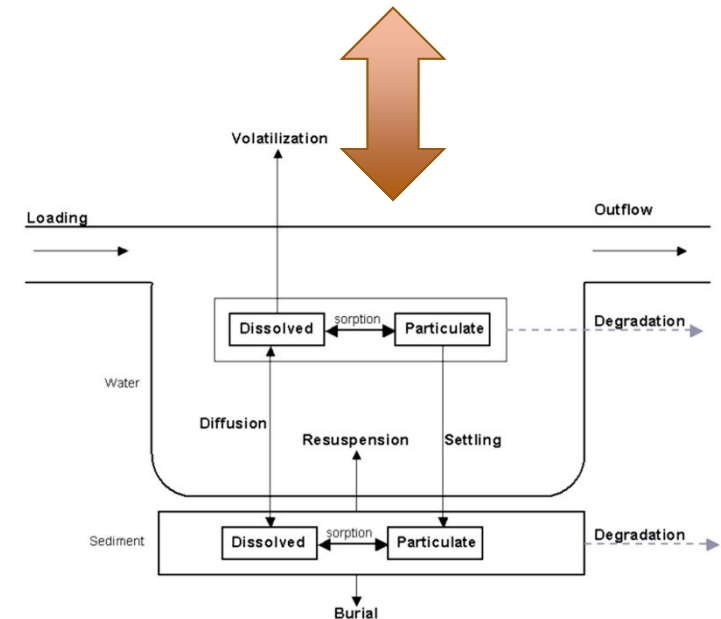 Volatilization
Loading
Outflow
Dissolved
sorption
Particulate
Degradation
Water
Diffusion
Resuspension
Settling
Sediment
Dissolved
sorption
Particulate
Degradation
Burial